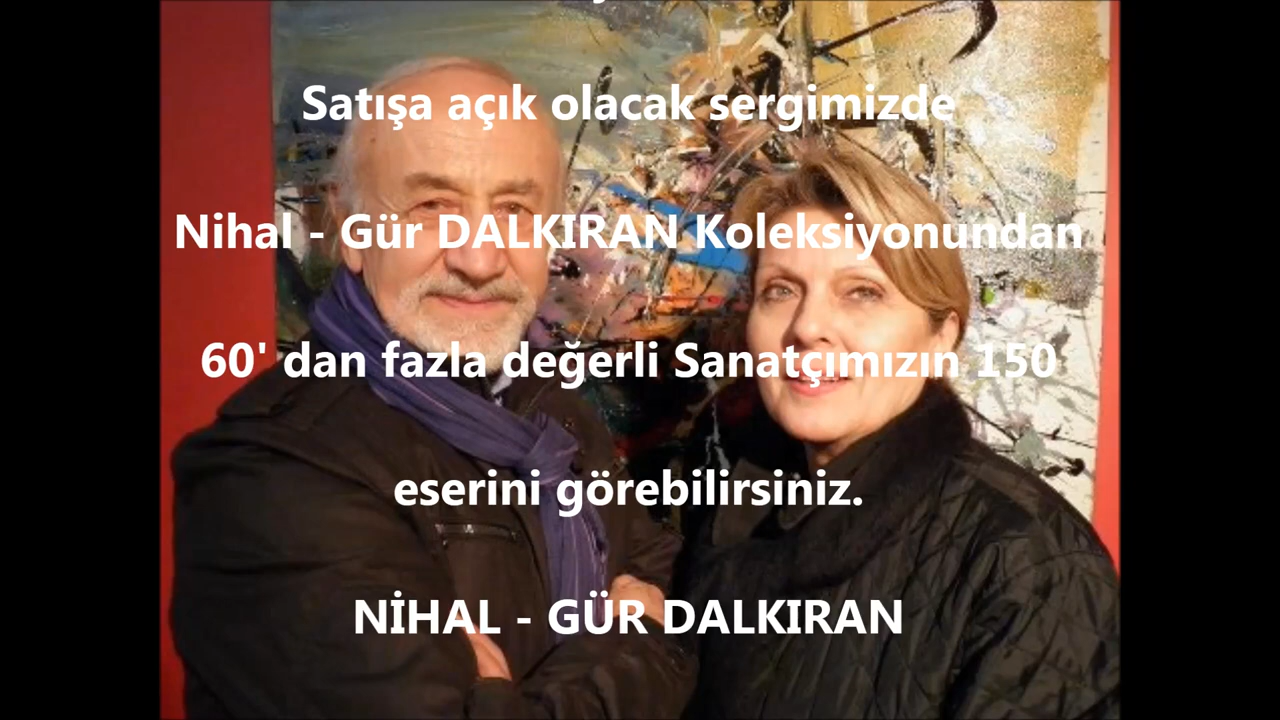 Satışa açık olacak sergimizde
Nihal - Gür DALKIRAN Koleksiyonundan
60' dan fazla değerli Sanatçımızın 150
eserini görebilirsiniz.
NİHAL - GÜR DALKIRAN